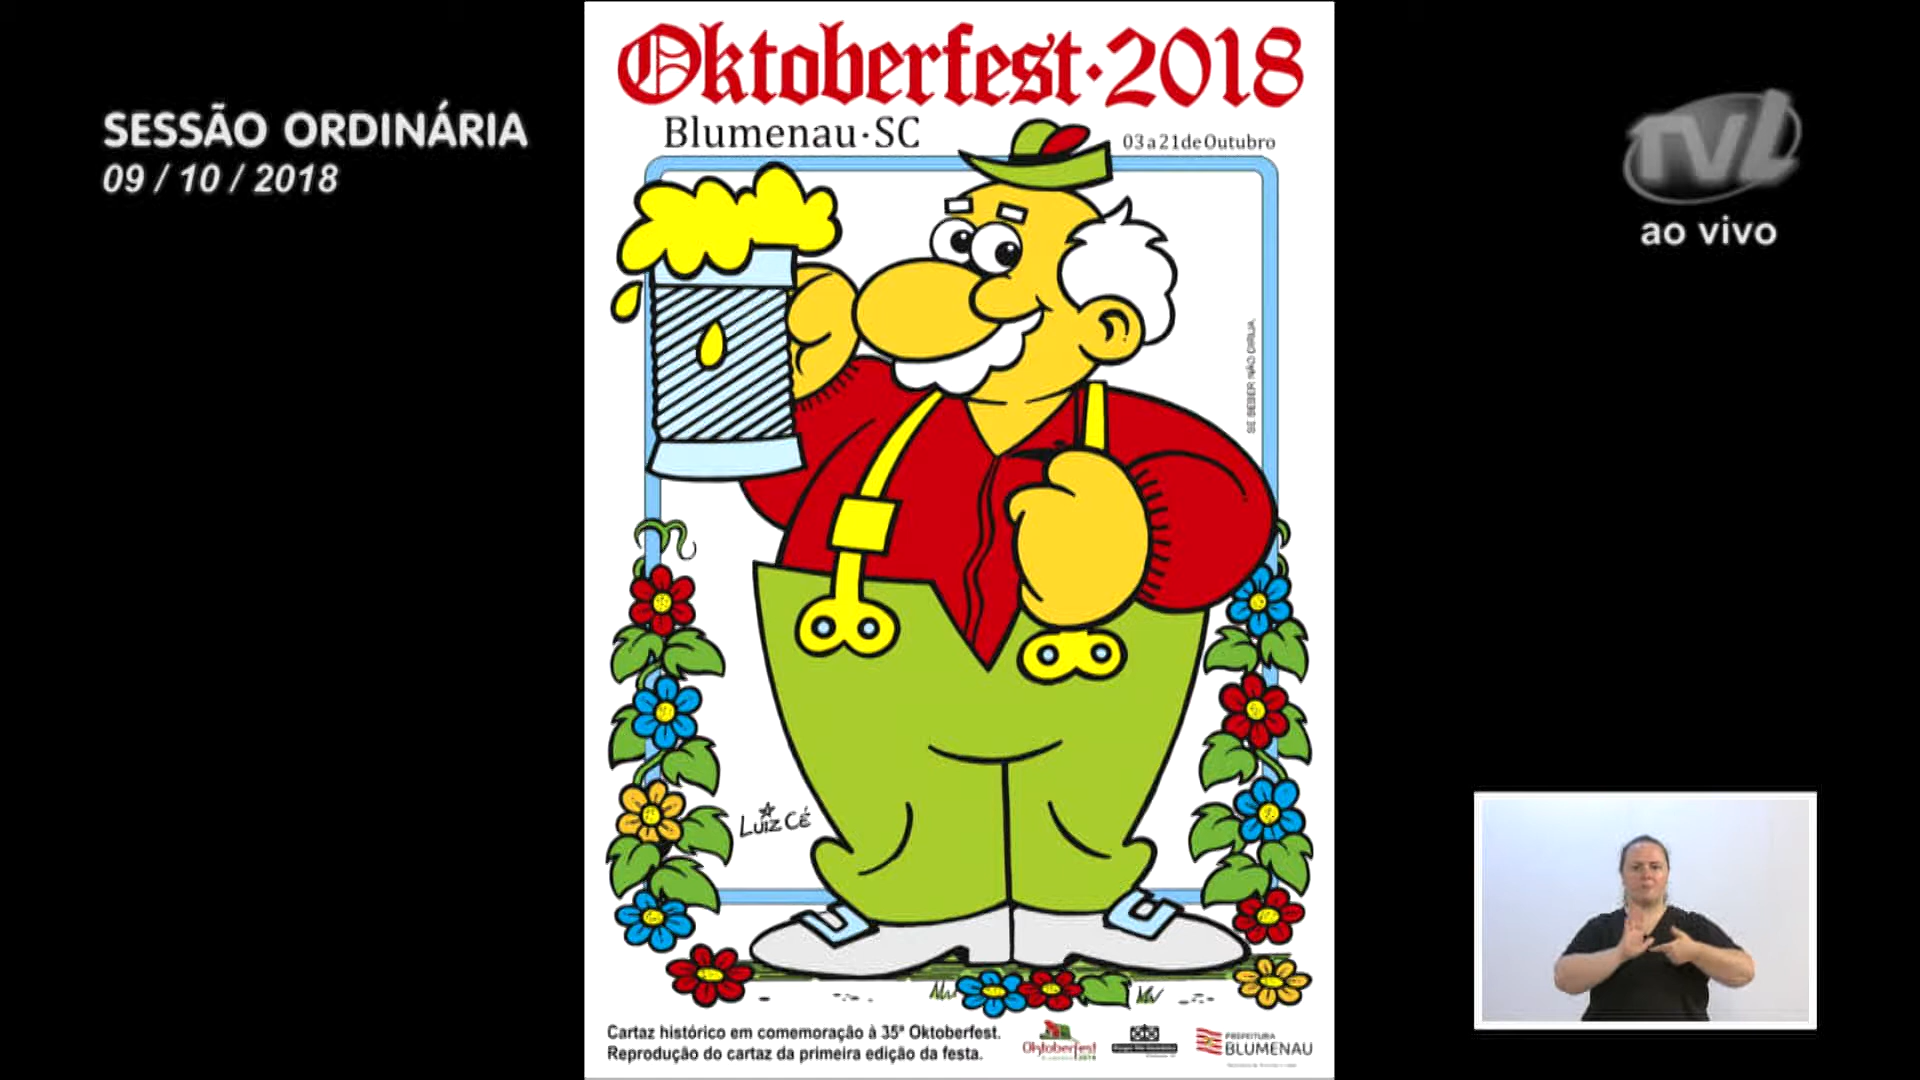 Oktoberfest·2018
SESSÃO ORDINÁRIA
09 / 10 / 2018
TVL
ao vivo
Blumenau·SC
03 a 21 de Outubro
SE BEBER NÃO DIRIJA.
Luiz Cé
Cartaz histórico em comemoração à 35ª Oktoberfest.
Reprodução do cartaz da primeira edição da festa.
Oktoberfest
2018
PREFEITURA
BLUMENAU